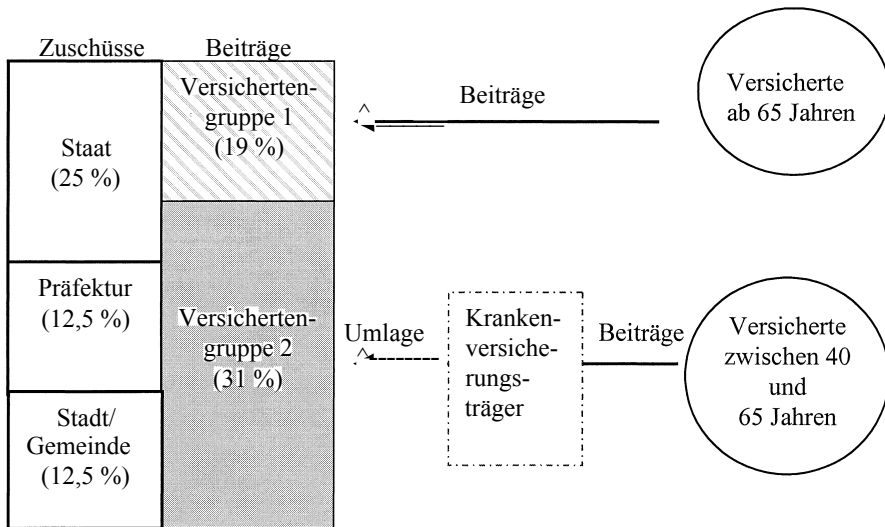 Zuschüsse
Beiträge
Staat
(25 %)
Präfektur
(12,5 %)
Stadt/
Gemeinde
(12,5 %)
Versicherten-
gruppe 1
(19 %)
Versicherten-
gruppe 2
(31 %)
Beiträge
Versicherte
ab 65 Jahren
Umlage
Kranken-
versiche-
rungs-
träger
Beiträge
Versicherte
zwischen 40
und
65 Jahren